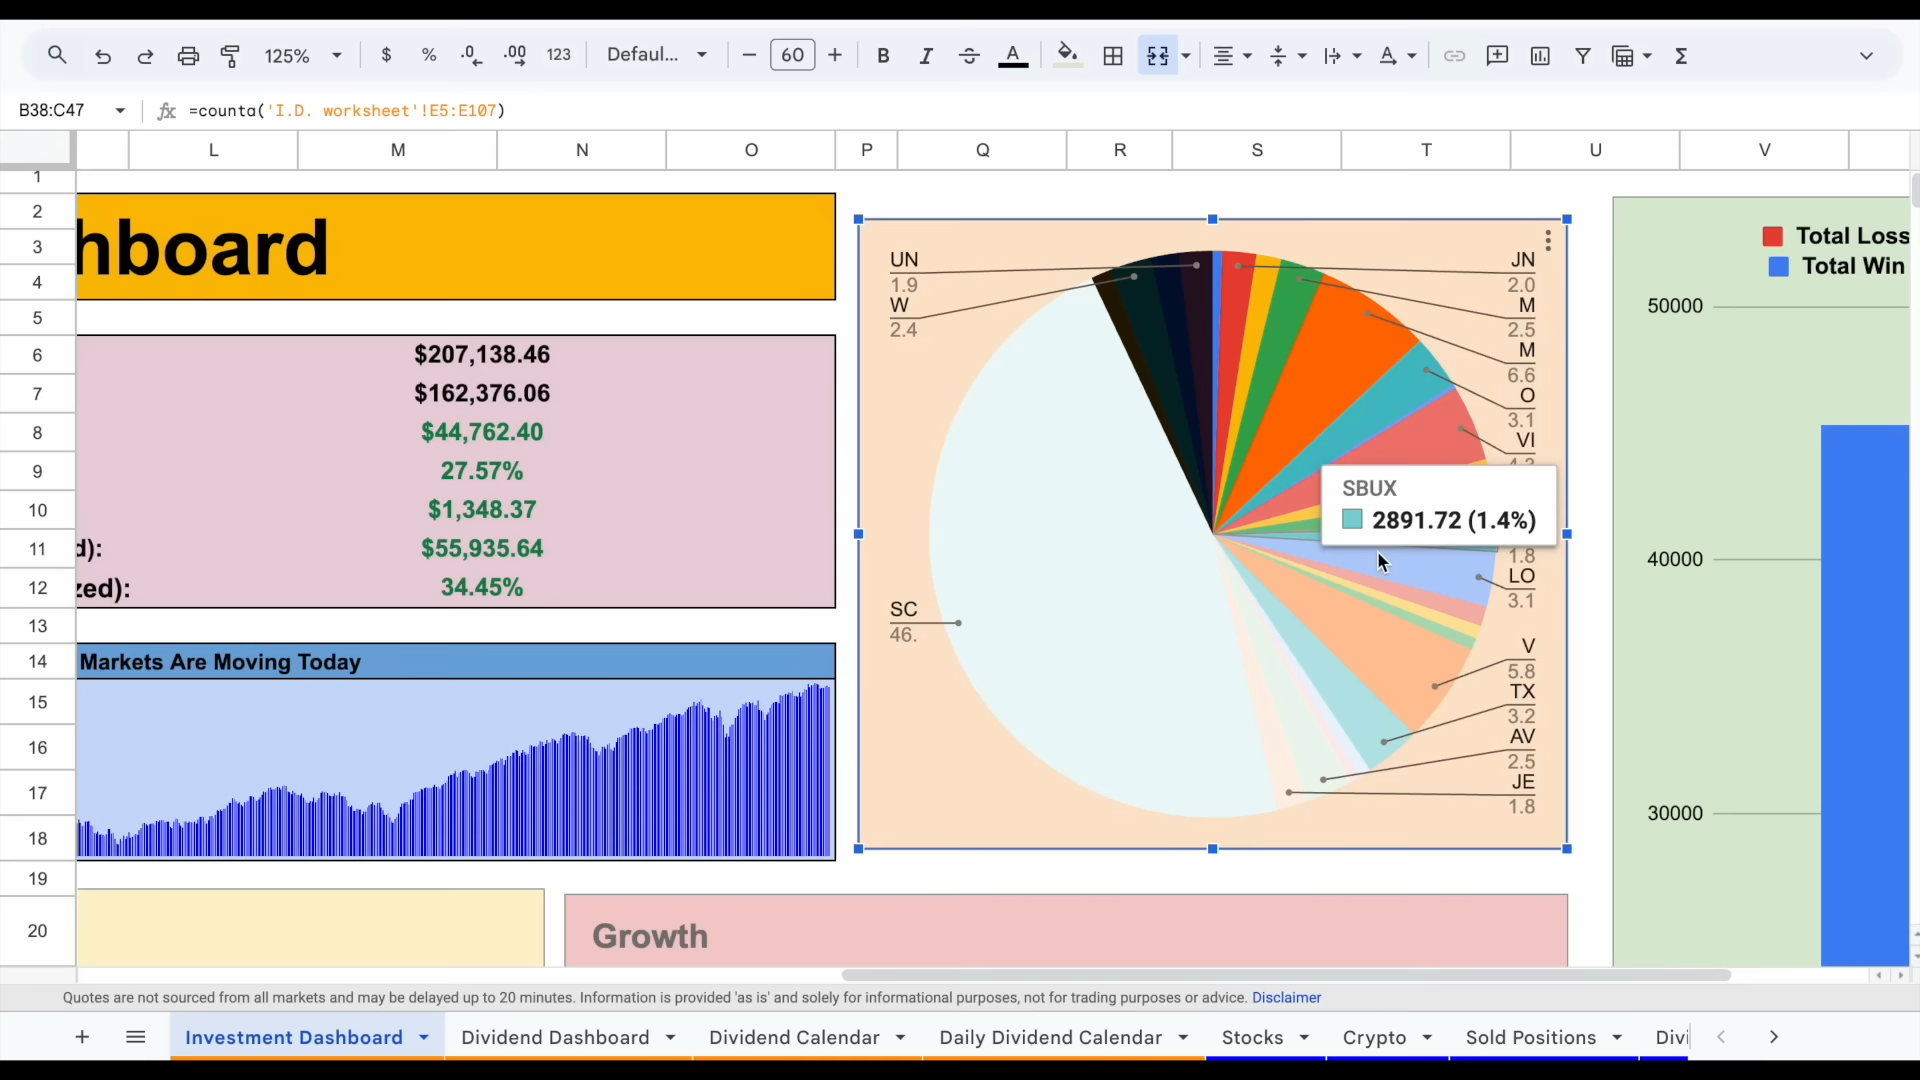 125%
$
%
.0
.00
123
Defaul...
60
B
I
A
B38:C47
fx
=counta('I.D. worksheet'!E5:E107)
L
M
N
O
P
Q
R
S
T
U
V
1
2
3
4
5
6
7
8
9
10
11
12
13
14
15
16
17
18
19
20
hboard
$207,138.46
$162,376.06
$44,762.40
27.57%
$1,348.37
d):
$55,935.64
zed):
34.45%
Markets Are Moving Today
Growth
UN
1.9
W
2.4
SC
46.
JN
2.0
M
2.5
M
6.6
O
3.1
VI
SBUX
2891.72 (1.4%)
1.8
LO
3.1
V
5.8
TX
3.2
AV
2.5
JE
1.8
Total Loss
Total Win
50000
40000
30000
Quotes are not sourced from all markets and may be delayed up to 20 minutes. Information is provided 'as is' and solely for informational purposes, not for trading purposes or advice. Disclaimer
Investment Dashboard
Dividend Dashboard
Dividend Calendar
Daily Dividend Calendar
Stocks
Crypto
Sold Positions
Divi